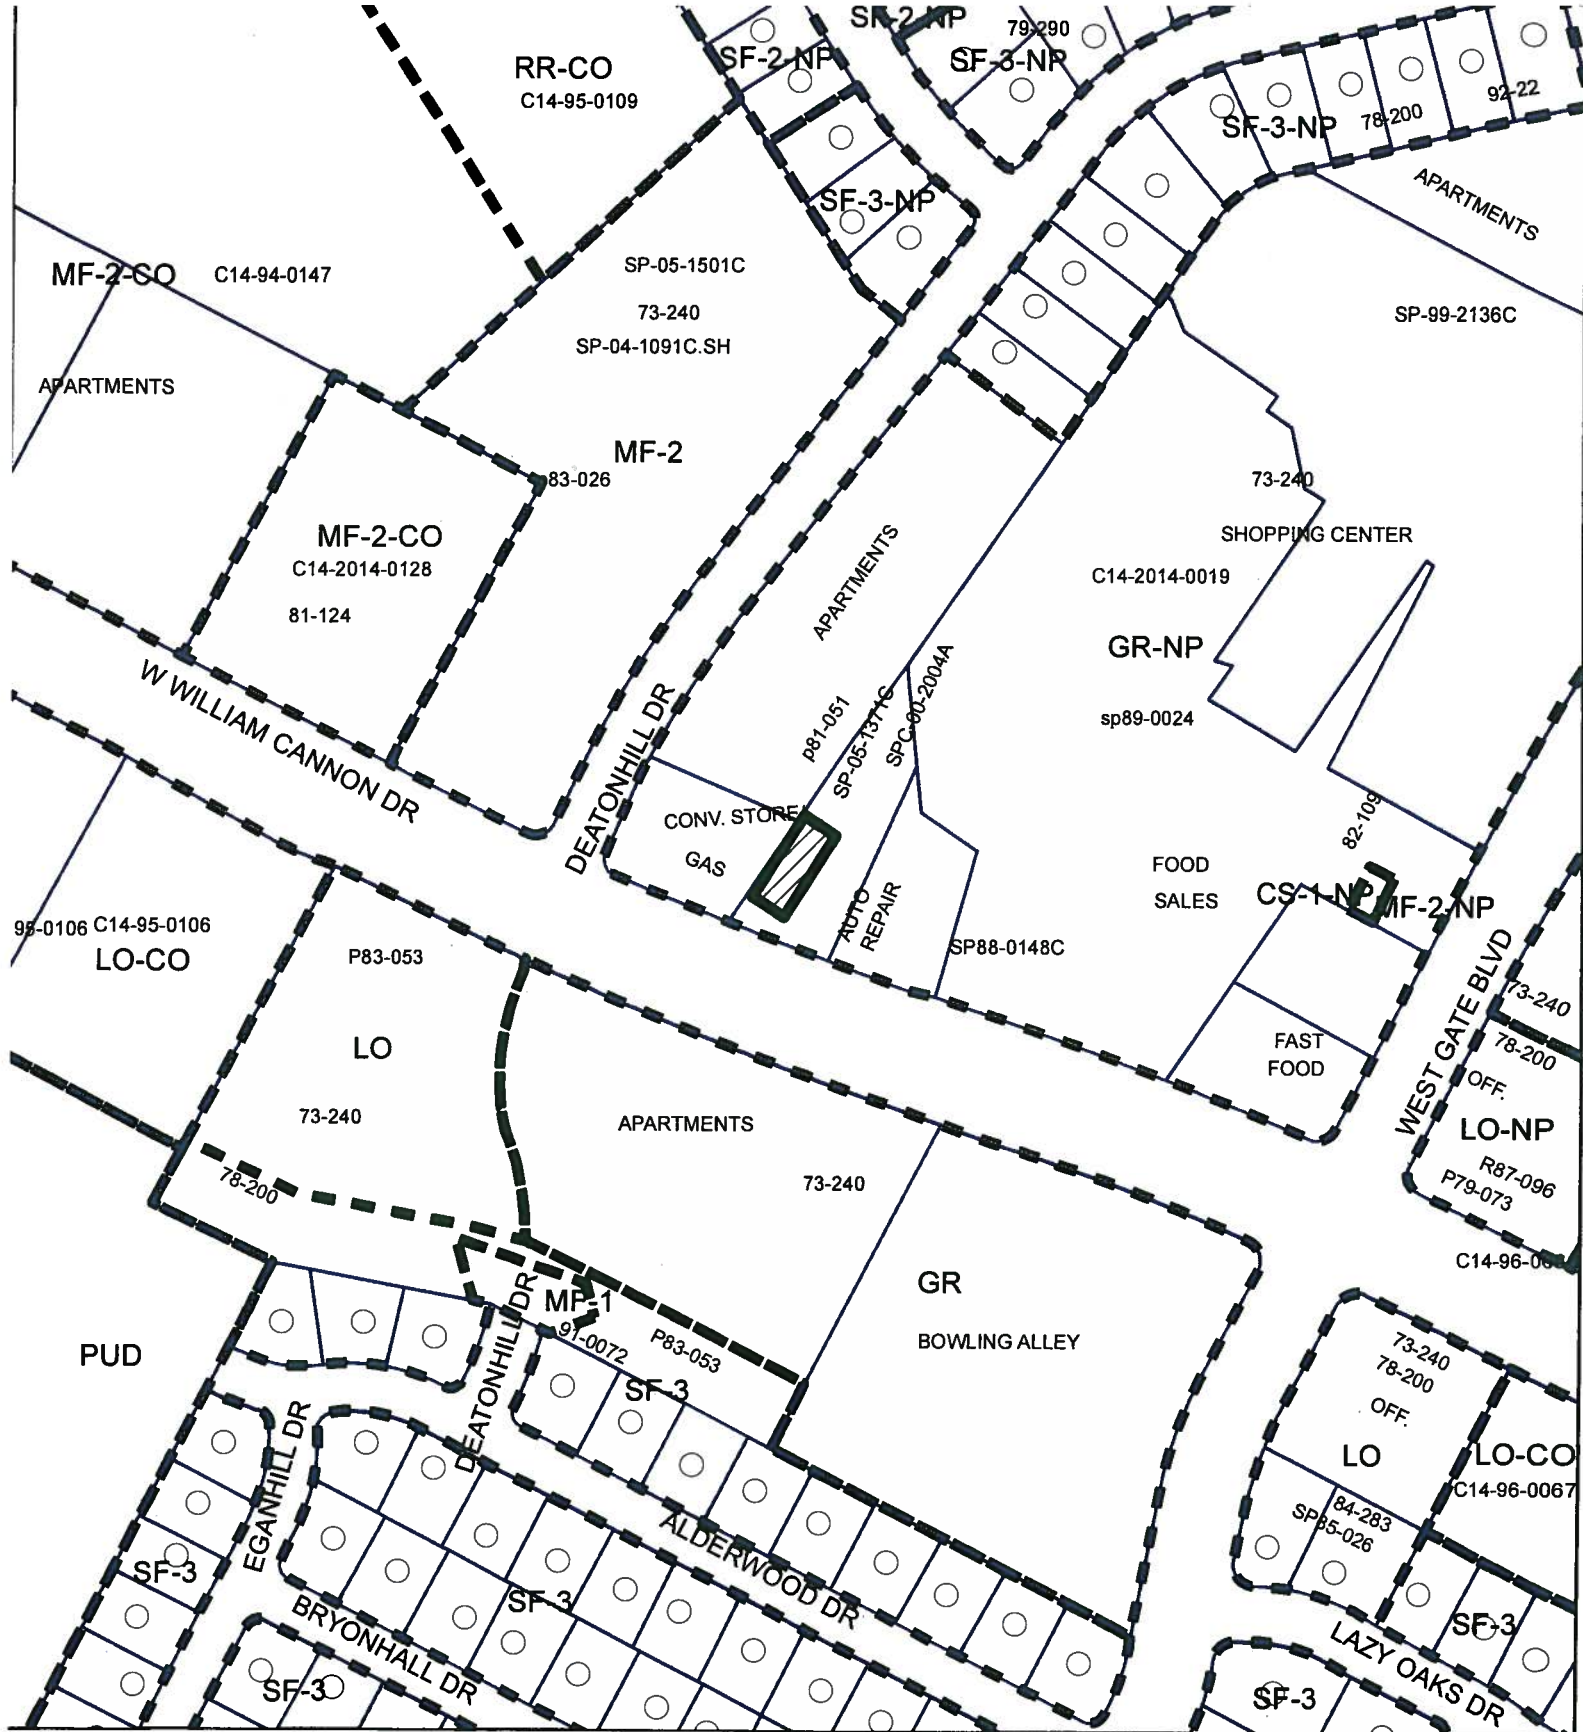 SF-2-NP
79-290
SF-2-NP
SF-3-NP
RR-CO
C14-95-0109
92-22
78-200
SF-3-NP
SF-3-NP
APARTMENTS
MF-2-CO
C14-94-0147
SP-05-1501C
73-240
SP-04-1091C.SH
SP-99-2136C
APARTMENTS
MF-2
83-026
73-240
SHOPPING CENTER
MF-2-CO
C14-2014-0128
81-124
APARTMENTS
C14-2014-0019
GR-NP
sp89-0024
W WILLIAM CANNON DR
DEATONHILL DR
p81-051
SP-05-1371C
SPC-00-2004A
CONV. STORE
GAS
82-109
FOOD
SALES
CS-1-NP
MF-2-NP
AUTO
REPAIR
SP88-0148C
95-0106
C14-95-0106
LO-CO
P83-053
WEST GATE BLVD
73-240
78-200
OFF.
LO-NP
R87-096
P79-073
FAST
FOOD
LO
73-240
APARTMENTS
73-240
78-200
C14-96-00
GR
BOWLING ALLEY
DEATONHILL DR
MF-1
91-0072
P83-053
PUD
SF-3
73-240
78-200
OFF.
LO
LO-CO
C14-96-0067
84-283
SP85-026
EGANHILL DR
ALDERWOOD DR
SF-3
SF-3
BRYONHALL DR
SF-3
LAZY OAKS DR
SF-3
SF-3